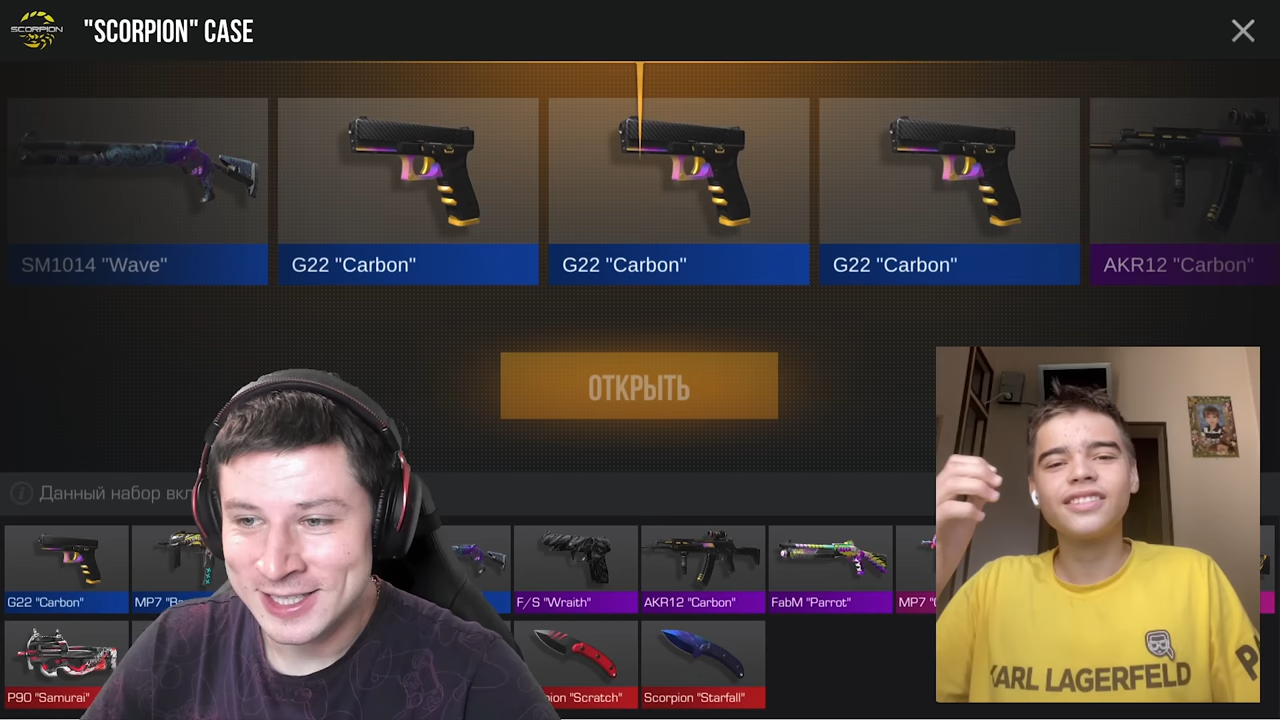 SCORPION
"SCORPION" CASE
SM1014 "Wave"
G22 "Carbon"
G22 "Carbon"
G22 "Carbon"
AKR12 "Carbon"
ОТКРЫТЬ
Данный набор
G22 "Carbon"
MP7
F/S "Wraith"
AKR12 "Carbon"
FabM "Parrot"
MP7
P90 "Samurai"
"Scratch"
Scorpion "Starfall"
KARL LAGERFELD